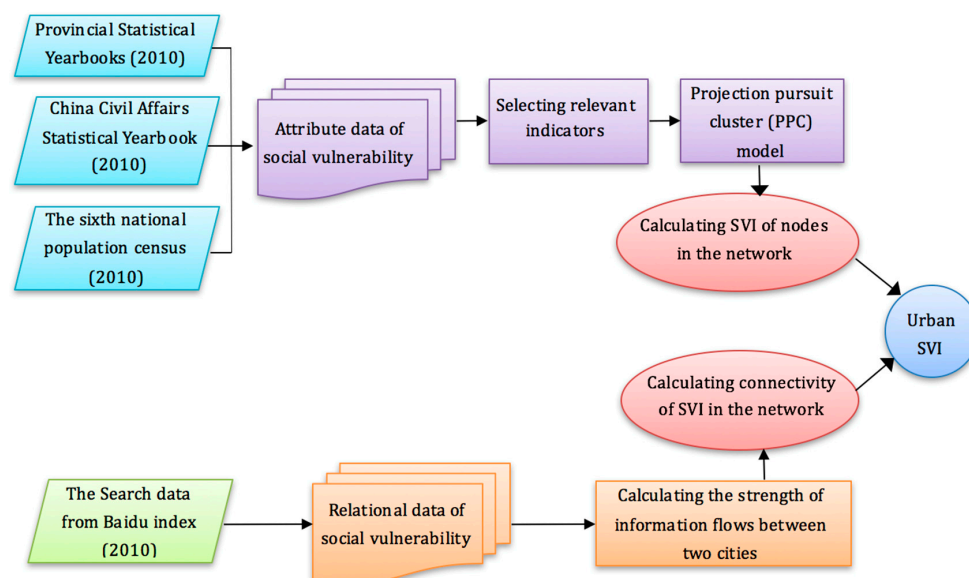 Provincial Statistical
Yearbooks (2010)
China Civil Affairs
Statistical Yearbook
(2010)
The sixth national
population census
(2010)
Attribute data of
social vulnerability
Selecting relevant
indicators
Projection pursuit
cluster (PPC)
model
Calculating SVI of nodes
in the network
Urban
SVI
Calculating connectivity
of SVI in the network
The Search data
from Baidu index
(2010)
Relational data of
social vulnerability
Calculating the strength of
information flows between
two cities